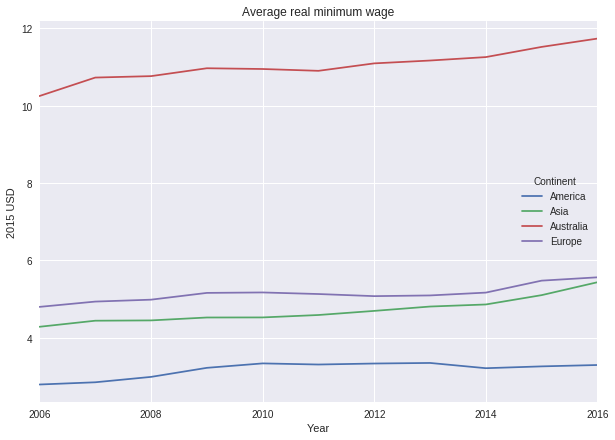 Average real minimum wage
12
10
8
6
4
2015 USD
Continent
America
Asia
Australia
Europe
2006
2008
2010
2012
2014
2016
Year